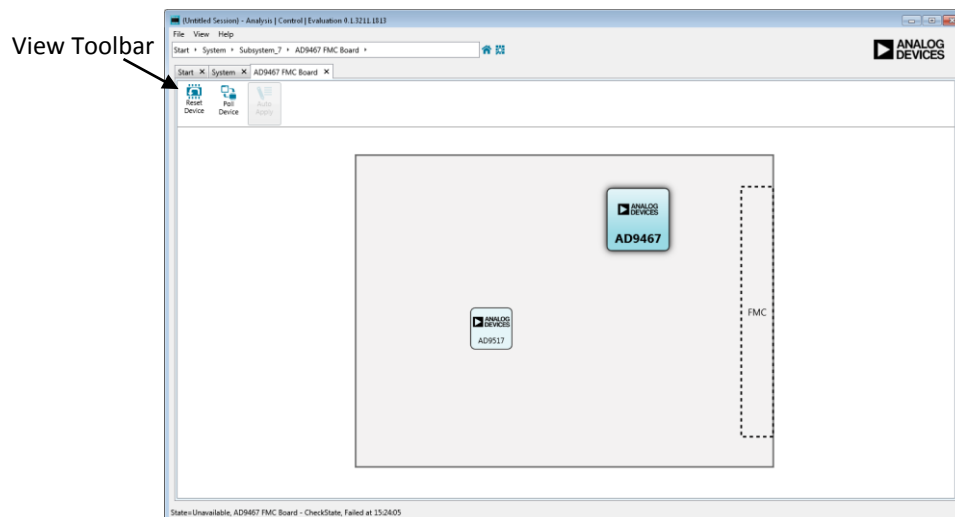 View Toolbar
(Untitled Session) - Analysis | Control | Evaluation 0.1.3211.1813
File View Help
Start System Subsystem_7 AD9467 FMC Board
ANALOG
DEVICES
Start System AD9467 FMC Board
Reset
Device
Poll
Device
Auto
Apply
ANALOG
DEVICES
AD9467
FMC
ANALOG
DEVICES
AD9517
State=Unavailable, AD9467 FMC Board - CheckState, Failed at 15:24:05